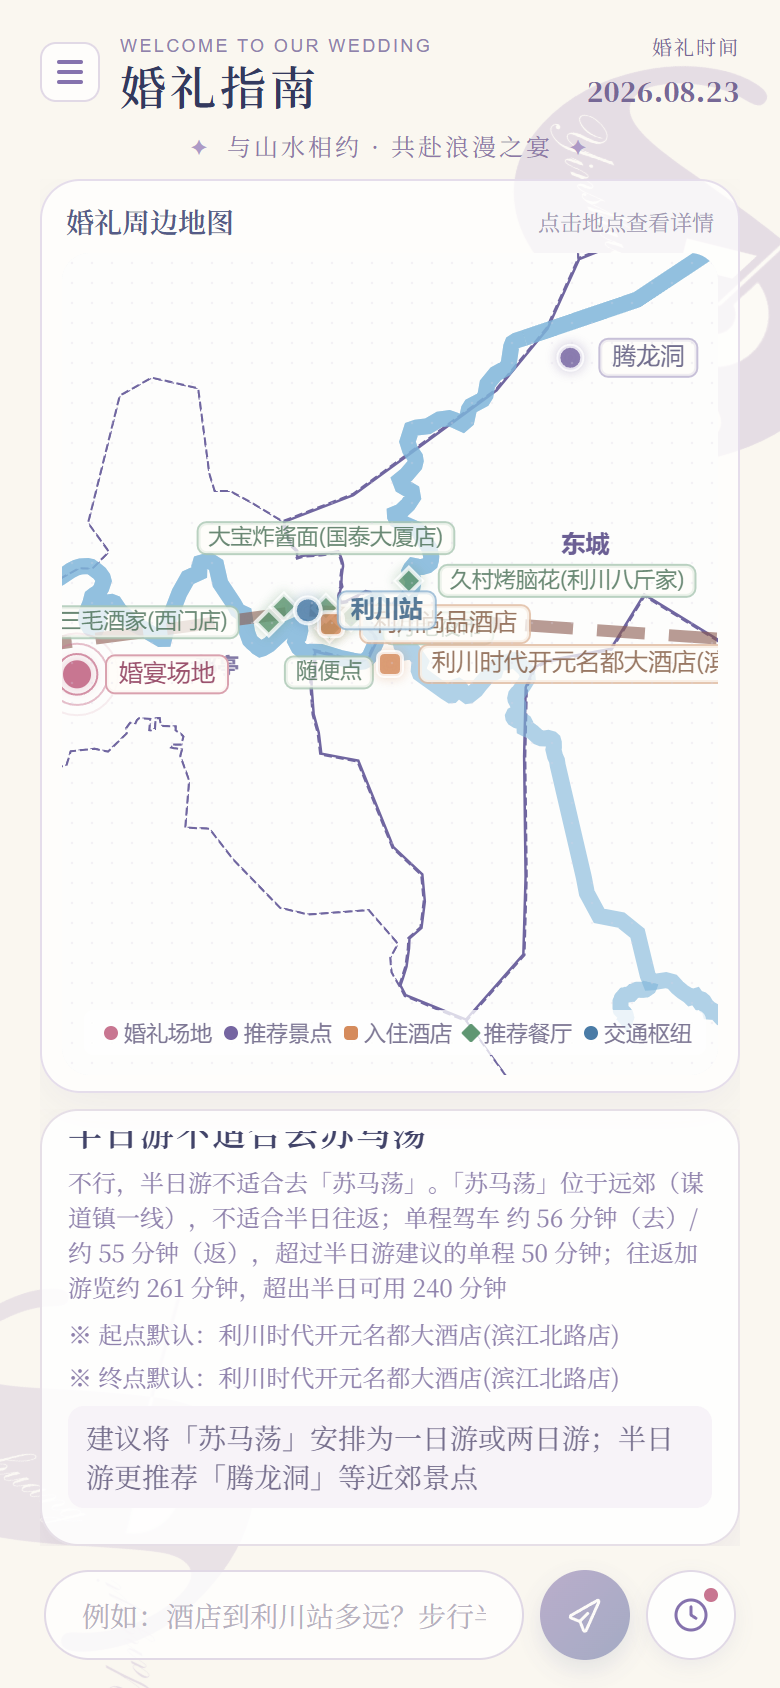 WELCOME TO OUR WEDDING
婚礼指南
婚礼时间
2026.08.23
✦ 与山水相约 · 共赴浪漫之宴 ✦
婚礼周边地图
点击地点查看详情
腾龙洞
大宝炸酱面(国泰大厦店)
东城
久村烤脑花(利川八斤家)
利川站
三毛酒家(西门店)
品酒店
利川时代开元名都大酒店(滨
婚宴场地
随便点
婚礼场地
推荐景点
入住酒店
推荐餐厅
交通枢纽
半日游不适合去苏马荡
不行，半日游不适合去「苏马荡」。「苏马荡」位于远郊（谋
道镇一线），不适合半日往返；单程驾车 约 56 分钟（去）/
约 55 分钟（返），超过半日游建议的单程 50 分钟；往返加
游览约 261 分钟，超出半日可用 240 分钟
※ 起点默认：利川时代开元名都大酒店(滨江北路店)
※ 终点默认：利川时代开元名都大酒店(滨江北路店)
建议将「苏马荡」安排为一日游或两日游；半日
游更推荐「腾龙洞」等近郊景点
例如：酒店到利川站多远？步行